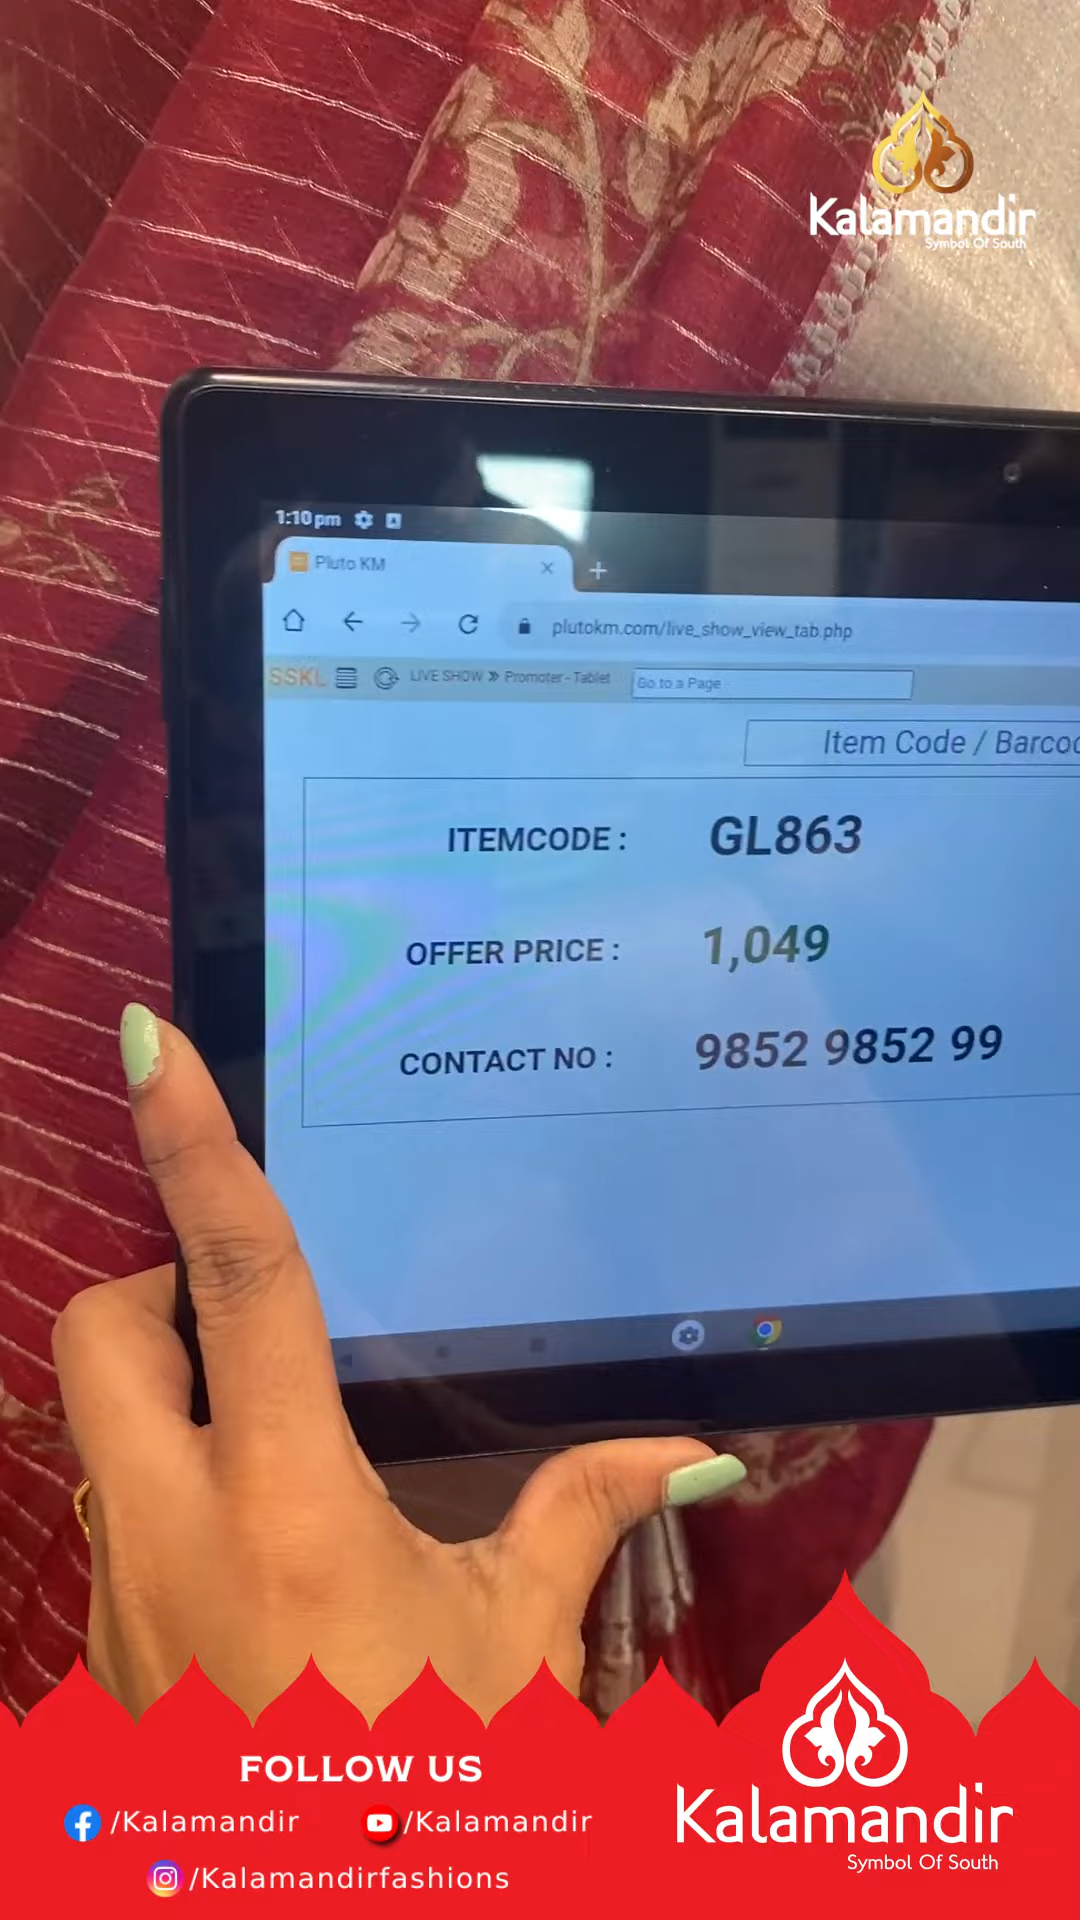 Kalamandir
Symbol Of South
1:10 pm
Pluto KM
plutokm.com/live_show_view_tab.php
SSKL LIVE SHOW » Promoter - Tablet Go to a Page
Item Code / Barco
ITEMCODE : GL863
OFFER PRICE : 1,049
CONTACT NO : 9852 9852 99
FOLLOW US
/Kalamandir /Kalamandir
/Kalamandirfashions
Kalamandir
Symbol Of South